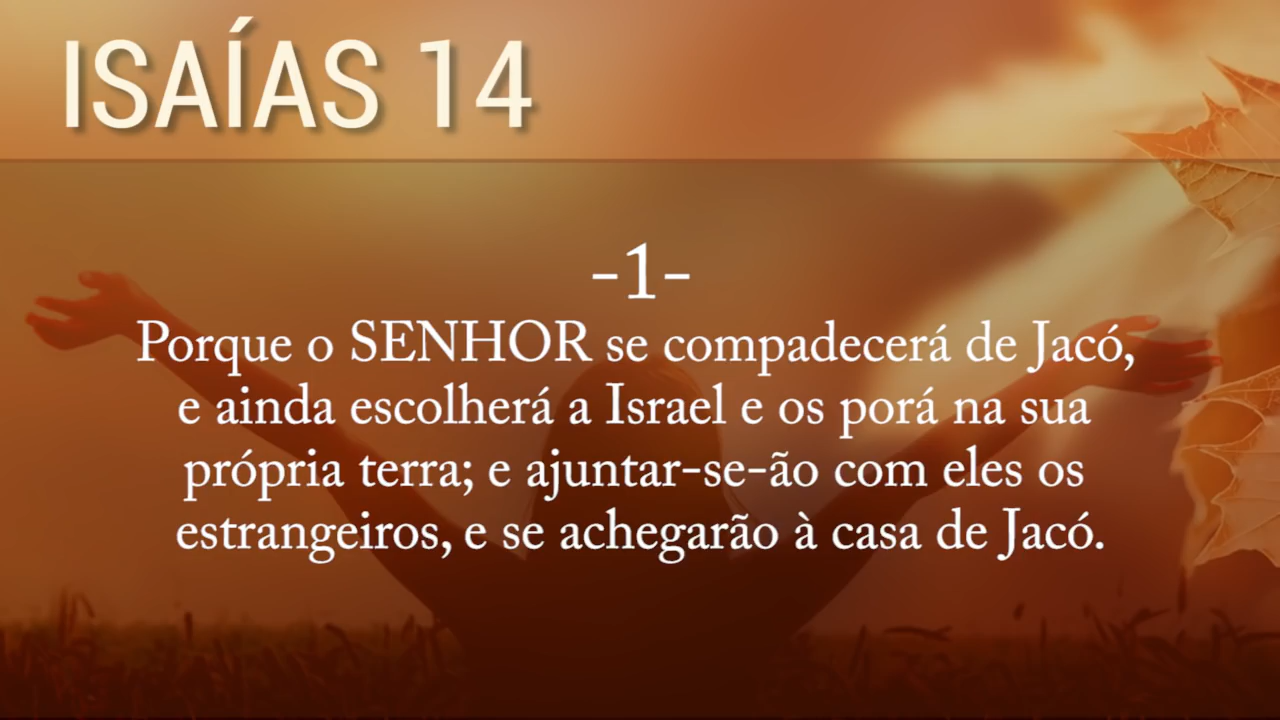 ISAÍAS 14
-1-
Porque o SENHOR se compadecerá de Jacó,
e ainda escolherá a Israel e os porá na sua
própria terra; e ajuntar-se-ão com eles os
estrangeiros, e se achegarão à casa de Jacó.